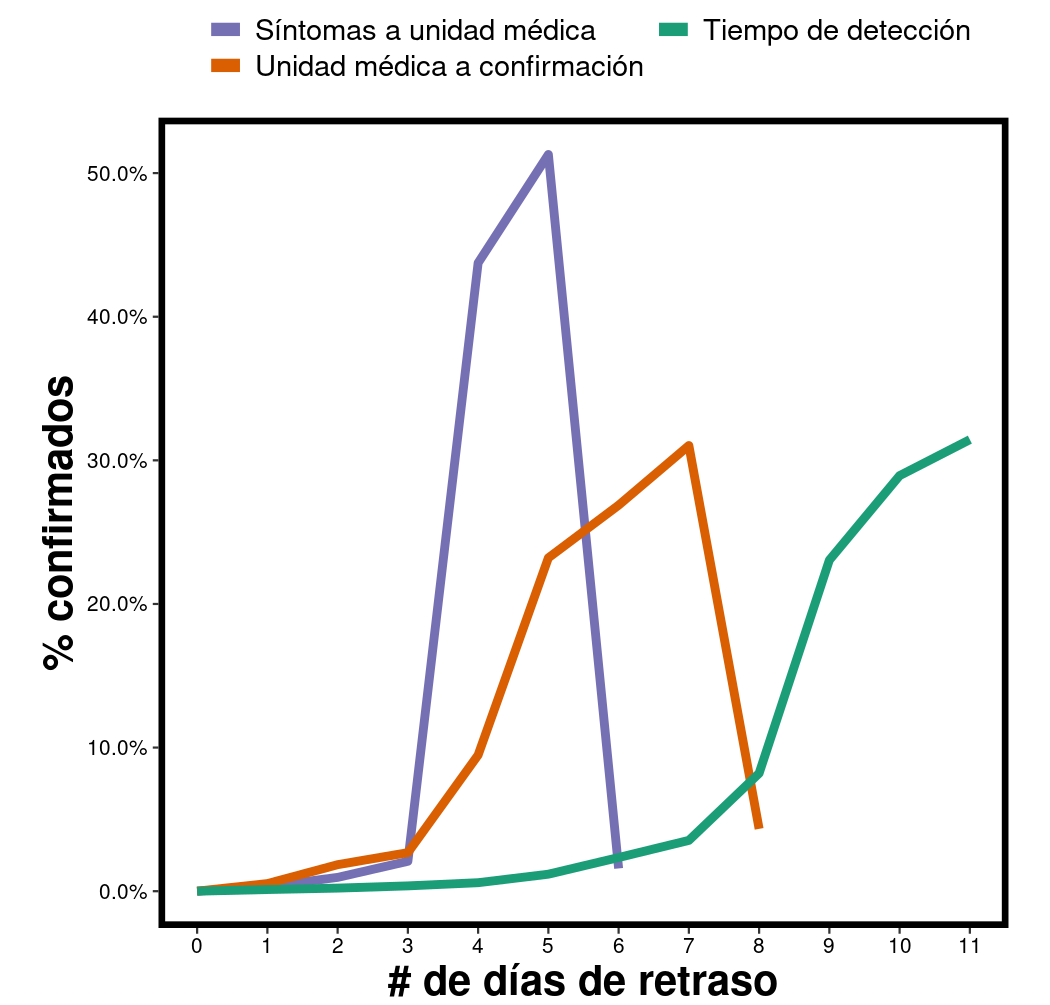 Síntomas a unidad médica
Tiempo de detección
Unidad médica a confirmación
50.0%
40.0%
30.0%
20.0%
10.0%
0.0%
% confirmados
0 1 2 3 4 5 6 7 8 9 10 11
# de días de retraso